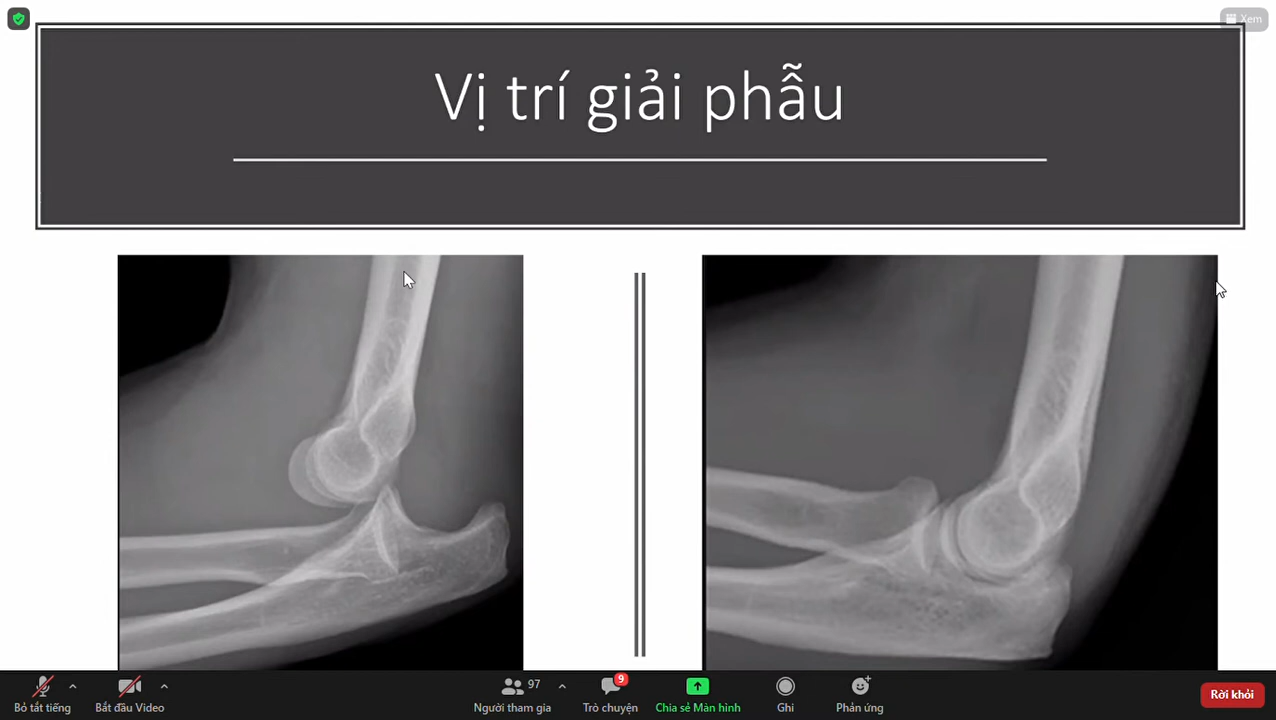 Xem
Vị trí giải phẫu
Bỏ tắt tiếng
Bắt đầu Video
97
Người tham gia
9
Trò chuyện
Chia sẻ Màn hình
Ghi
Phản ứng
Rời khỏi